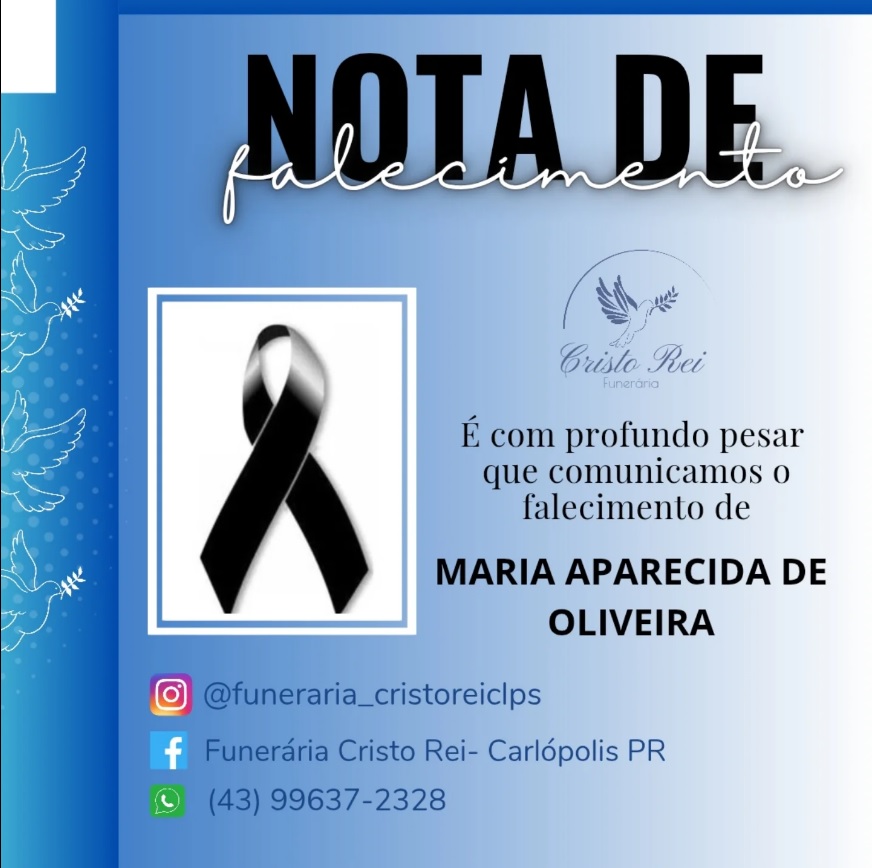 NOTA DE
falecimento
Cristo Rei
Funerária
É com profundo pesar
que comunicamos o
falecimento de
MARIA APARECIDA DE
OLIVEIRA
@funeraria_cristoreiclps
Funerária Cristo Rei- Carlópolis PR
(43) 99637-2328